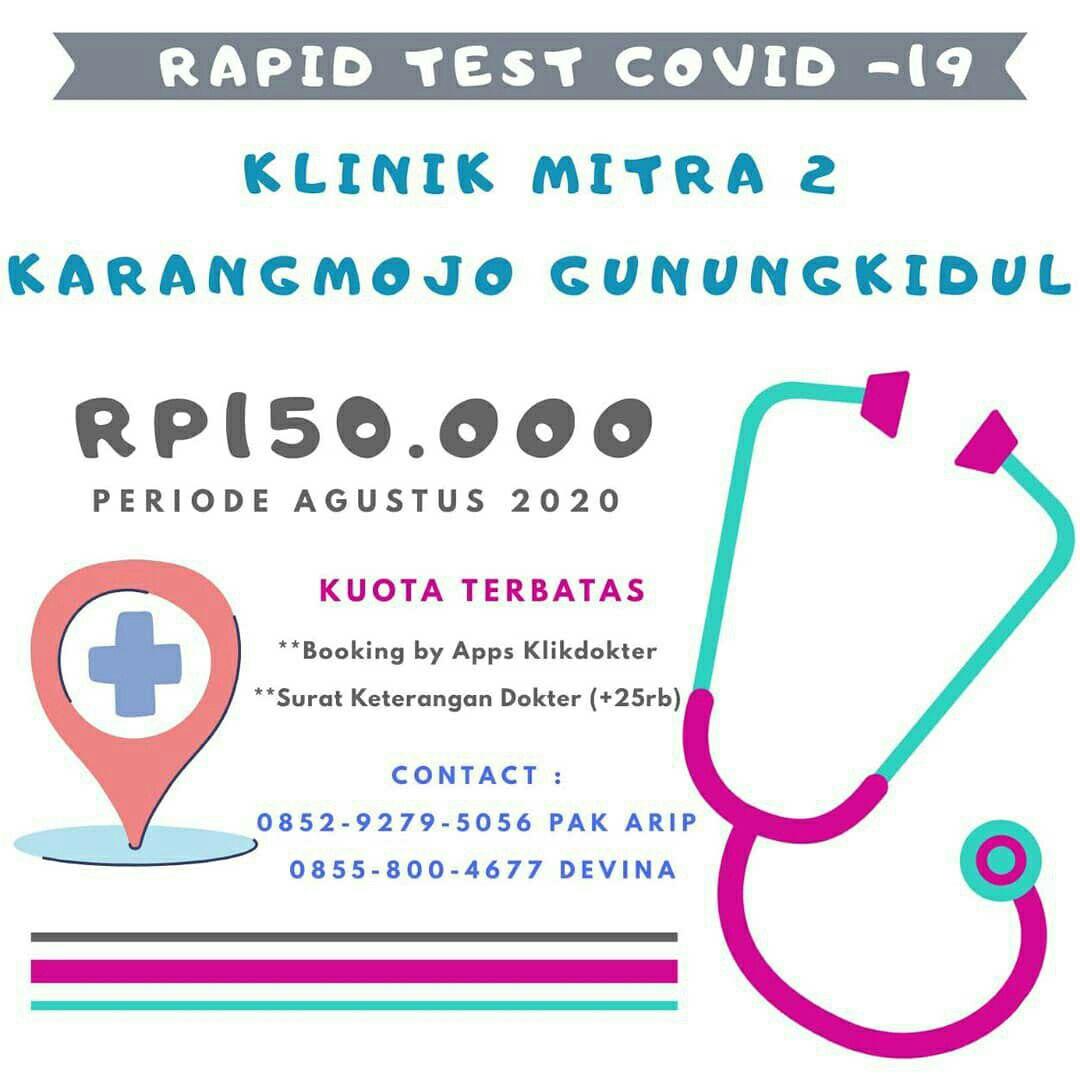 RAPID TEST COVID -19
KLINIK MITRA 2
KARANGMOJO GUNUNGKIDUL
RP150.000
PERIODE AGUSTUS 2020
KUOTA TERBATAS
**Booking by Apps Klikdokter
**Surat Keterangan Dokter (+25rb)
CONTACT :
0852-9279-5056 PAK ARIP
0855-800-4677 DEVINA